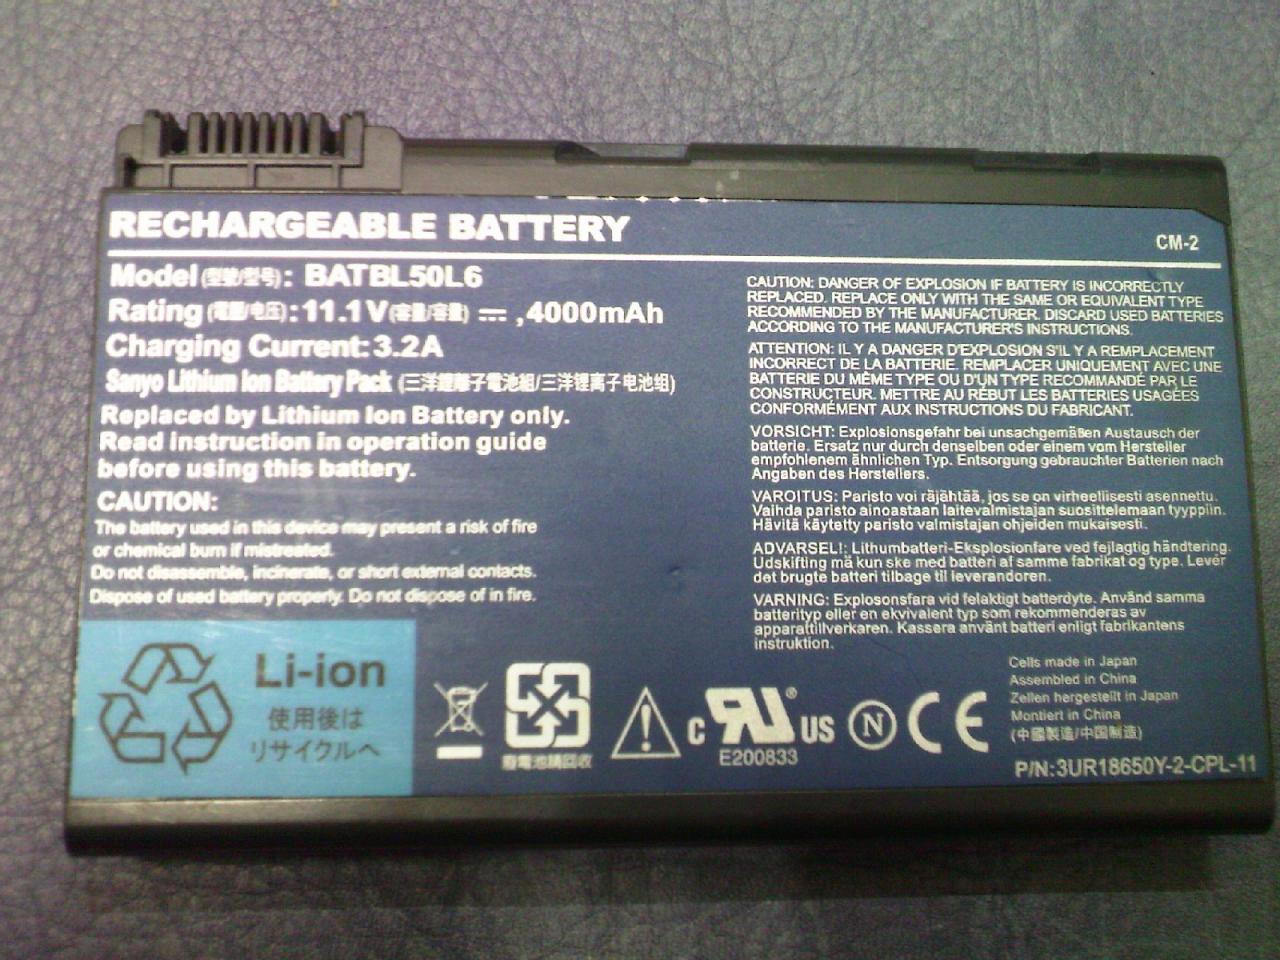 RECHARGEABLE BATTERY
CM-2
Model(型號/型号): BATBL50L6
Rating(電壓/电压):11.1V(容量/容量) ⎓ ,4000mAh
Charging Current:3.2A
Sanyo Lithium Ion Battery Pack (三洋鋰離子電池組/三洋锂离子电池组)
Replaced by Lithium Ion Battery only.
Read instruction in operation guide
before using this battery.
CAUTION:
The battery used in this device may present a risk of fire
or chemical burn if mistreated.
Do not disassemble, incinerate, or short external contacts.
Dispose of used battery properly. Do not dispose of in fire.
CAUTION: DANGER OF EXPLOSION IF BATTERY IS INCORRECTLY
REPLACED. REPLACE ONLY WITH THE SAME OR EQUIVALENT TYPE
RECOMMENDED BY THE MANUFACTURER. DISCARD USED BATTERIES
ACCORDING TO THE MANUFACTURER'S INSTRUCTIONS.
ATTENTION: IL Y A DANGER D'EXPLOSION S'IL Y A REMPLACEMENT
INCORRECT DE LA BATTERIE. REMPLACER UNIQUEMENT AVEC UNE
BATTERIE DU MÊME TYPE OU D'UN TYPE RECOMMANDÉ PAR LE
CONSTRUCTEUR. METTRE AU RÉBUT LES BATTERIES USAGÉES
CONFORMÉMENT AUX INSTRUCTIONS DU FABRICANT.
VORSICHT: Explosionsgefahr bei unsachgemäßen Austausch der
batterie. Ersatz nur durch denselben oder einem vom Hersteller
empfohlenem ähnlichen Typ. Entsorgung gebrauchter Batterien nach
Angaben des Herstellers.
VAROITUS: Paristo voi räjähtää, jos se on virheellisesti asennettu.
Vaihda paristo ainoastaan laitevalmistajan suosittelemaan tyyppiin.
Hävitä käytetty paristo valmistajan ohjeiden mukaisesti.
ADVARSELI: Lithumbatteri-Eksplosionfare ved fejlagtig händtering.
Udskifting må kun ske med batteri af samme fabrikat og type. Levér
det brugte batteri tilbage til leverandoren.
VARNING: Explosonsfara vid felaktigt batterdyte. Använd samma
batterityp eller en ekvivalent typ som rekommenderas av
apparattillverkaren. Kassera använt batteri enligt fabrikantens
instruktion.
Li-ion
使用後は
リサイクルへ
廢電池請回收
c RU ® US
E200833
N
CE
Cells made in Japan
Assembled in China
Zellen hergestellt in Japan
Montiert in China
(中國製造/中国制造)
P/N:3UR18650Y-2-CPL-11